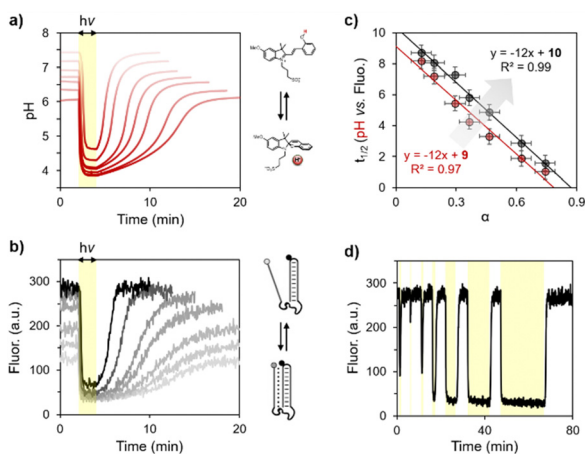 a)
hν
pH
8
7
6
5
4
0
5
10
15
20
Time (min)
MeO
H⁺
c)
t1/2 (pH vs. Fluo.)
10
8
6
4
2
0
y = -12x + 10
R² = 0.99
y = -12x + 9
R² = 0.97
0
0.3
0.6
0.9
α
b)
hν
Fluor. (a.u.)
300
200
100
0
0
5
10
15
20
Time (min)
d)
Fluor. (a.u.)
300
200
100
0
0
20
40
60
80
Time (min)